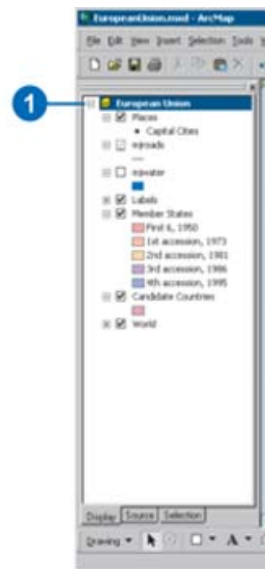 EuropeanUnion.mxd - ArcMap
File Edit View Insert Selection Tools
1
European Union
Places
Capital Cities
mjroads
mjwater
Labels
Member States
First 6, 1950
1st accession, 1973
2nd accession, 1981
3rd accession, 1986
4th accession, 1995
Candidate Countries
World
Display Source Selection
Drawing A